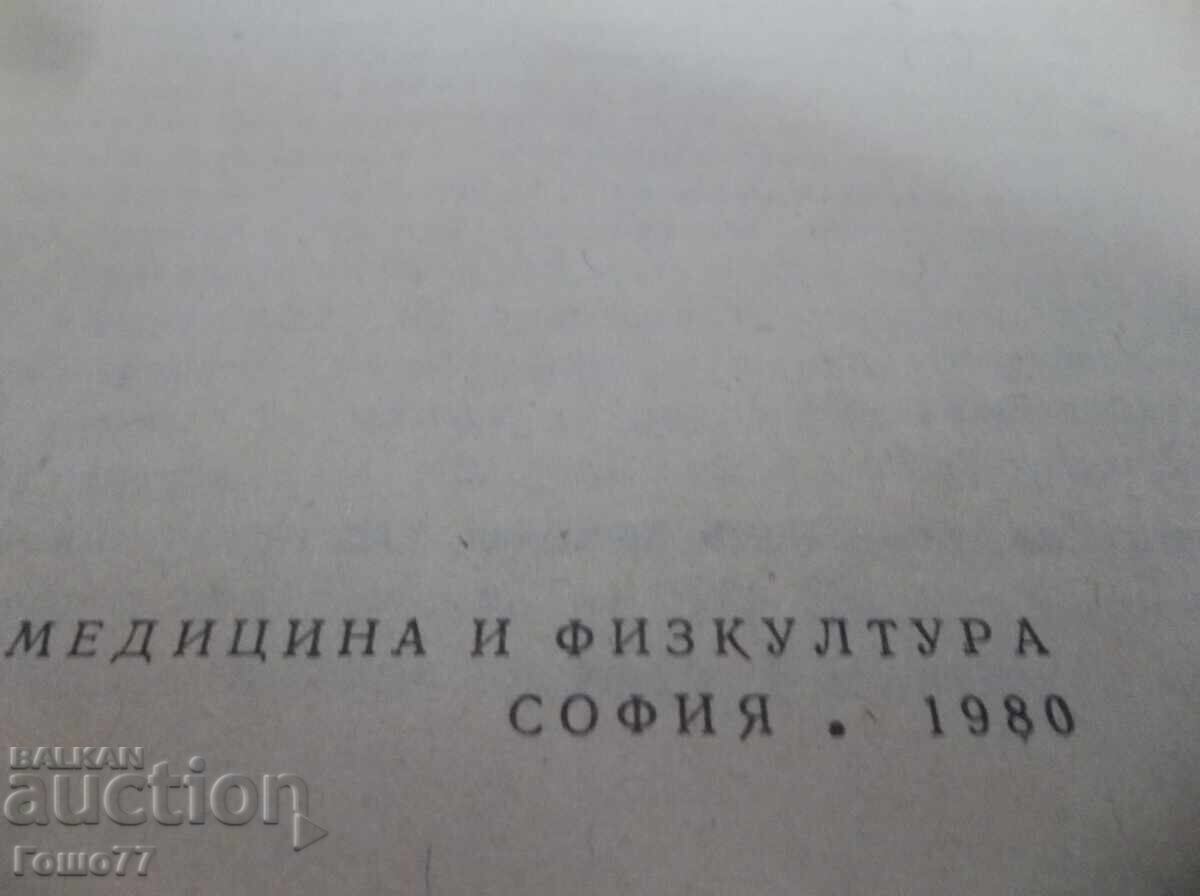 МЕДИЦИНА И ФИЗКУЛТУРА
СОФИЯ . 1980
BALKAN
auction
Гошо77